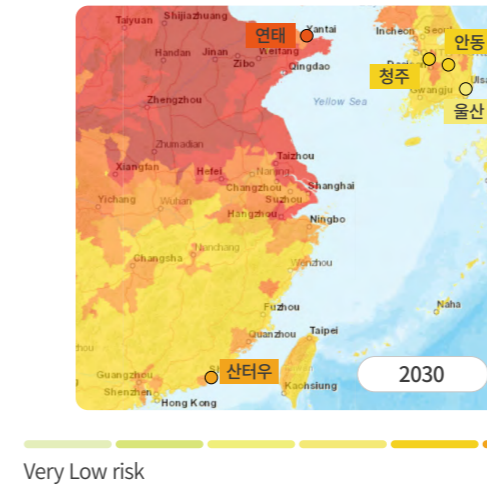 Taiyuan
Shijiazhuang
연태
Yantai
Incheon
Seoul
안동
Handan
Jinan
Weifang
Zibo
Qingdao
청주
Gwangju
울산
Zhengzhou
Yellow Sea
Zhumadian
Taizhou
Xiangfan
Hefei
Nanjing
Changzhou
Shanghai
Yichang
Wuhan
Suzhou
Hangzhou
Ningbo
Nanchang
Changsha
Wenzhou
Fuzhou
Naha
Quanzhou
Taipei
산터우
2030
Guangzhou
Shenzhen
Kaohsiung
Hong Kong
Very Low risk